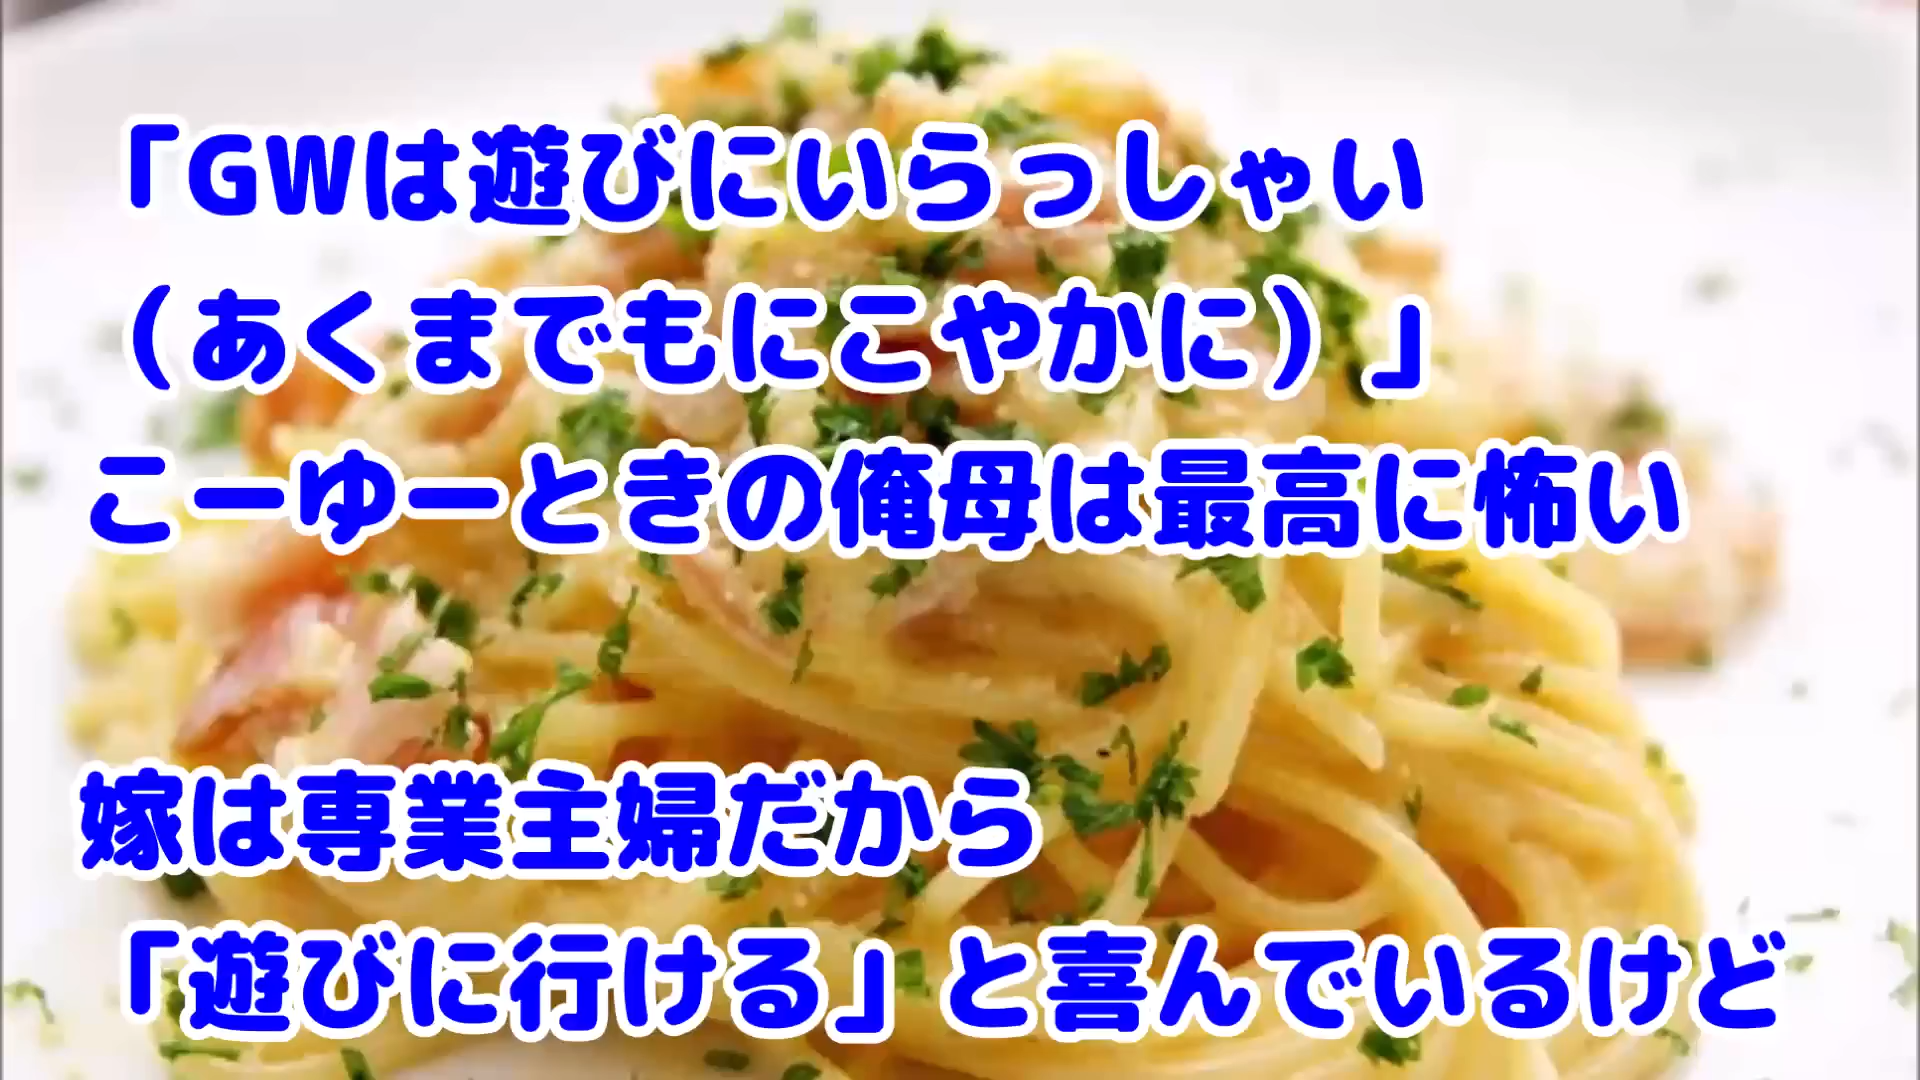 「GWは遊びにいらっしゃい
（あくまでもにこやかに）」
こーゆーときの俺母は最高に怖い
嫁は専業主婦だから
「遊びに行ける」と喜んでいるけど